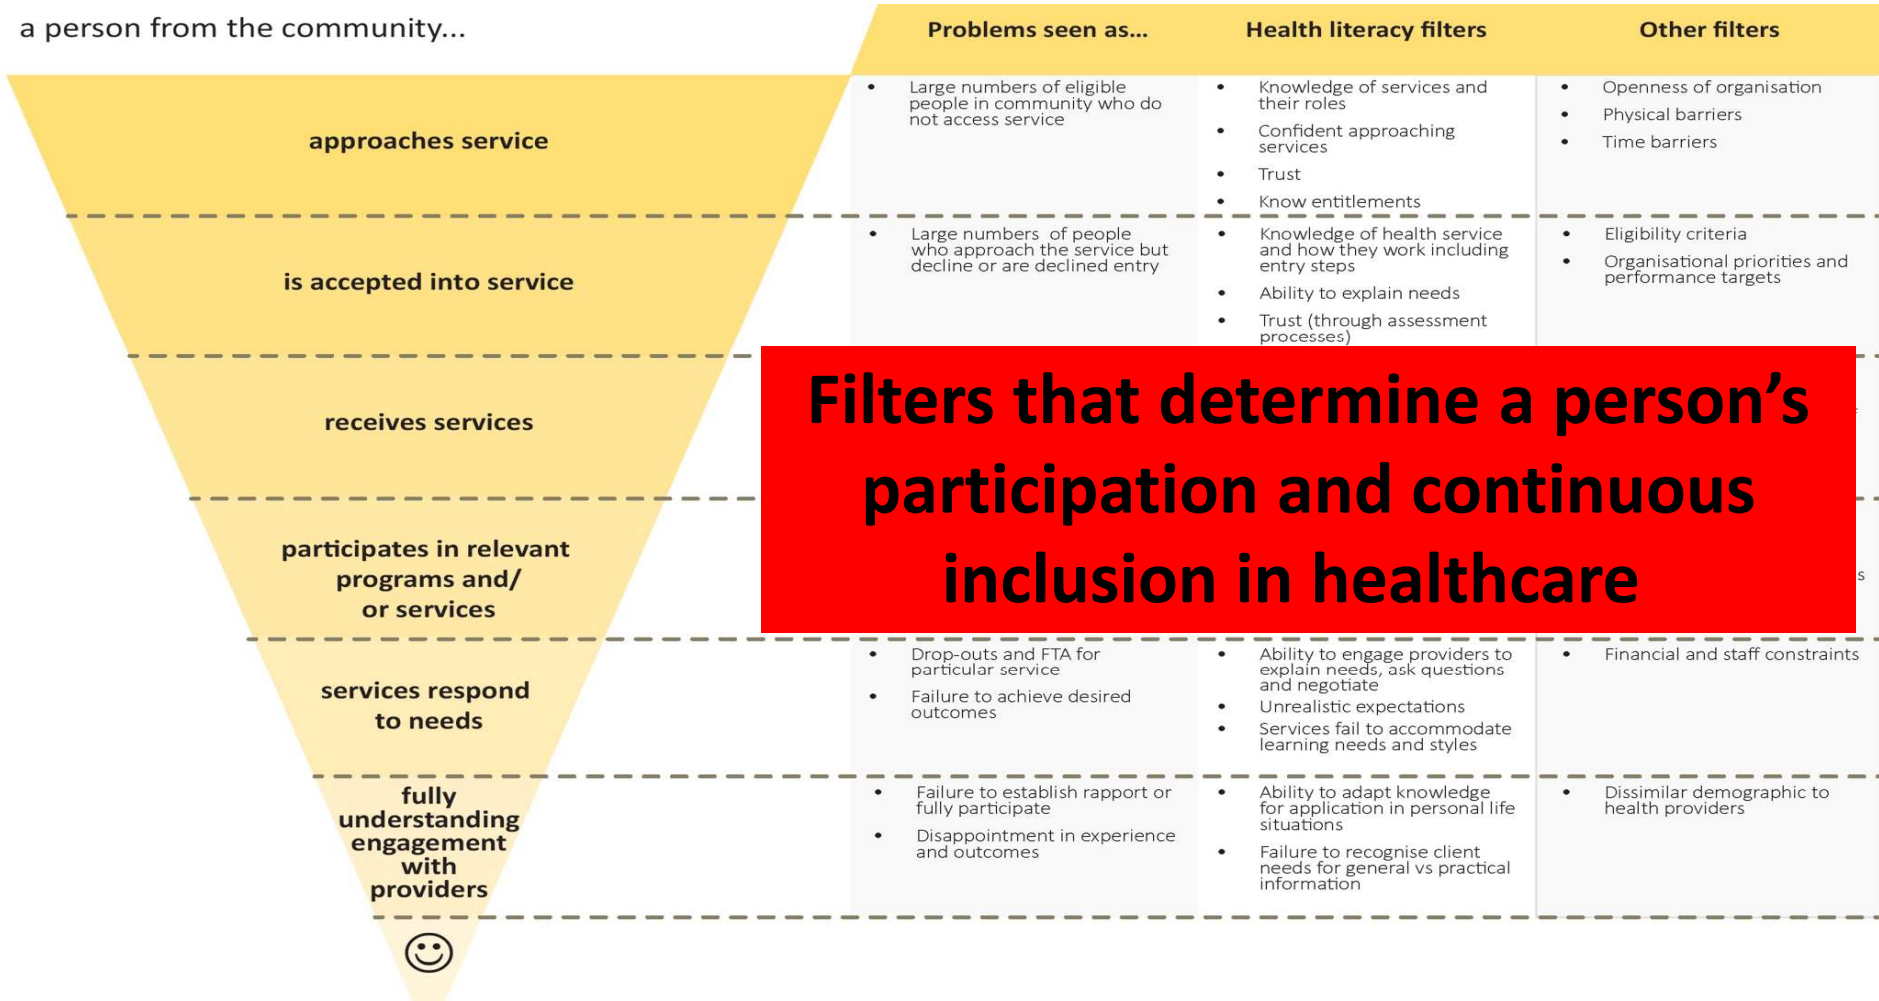 a person from the community...
Problems seen as...
Health literacy filters
Other filters
approaches service
• Large numbers of eligible
people in community who do
not access service
• Knowledge of services and
their roles
• Confident approaching
services
• Trust
• Know entitlements
• Openness of organisation
• Physical barriers
• Time barriers
is accepted into service
• Large numbers of people
who approach the service but
decline or are declined entry
• Knowledge of health service
and how they work including
entry steps
• Ability to explain needs
• Trust (through assessment
processes)
• Eligibility criteria
• Organisational priorities and
performance targets
receives services
Filters that determine a person’s
participation and continuous
inclusion in healthcare
participates in relevant
programs and/
or services
services respond
to needs
• Drop-outs and FTA for
particular service
• Failure to achieve desired
outcomes
• Ability to engage providers to
explain needs, ask questions
and negotiate
• Unrealistic expectations
• Services fail to accommodate
learning needs and styles
• Financial and staff constraints
fully
understanding
engagement
with
providers
• Failure to establish rapport or
fully participate
• Disappointment in experience
and outcomes
• Ability to adapt knowledge
for application in personal life
situations
• Failure to recognise client
needs for general vs practical
information
• Dissimilar demographic to
health providers